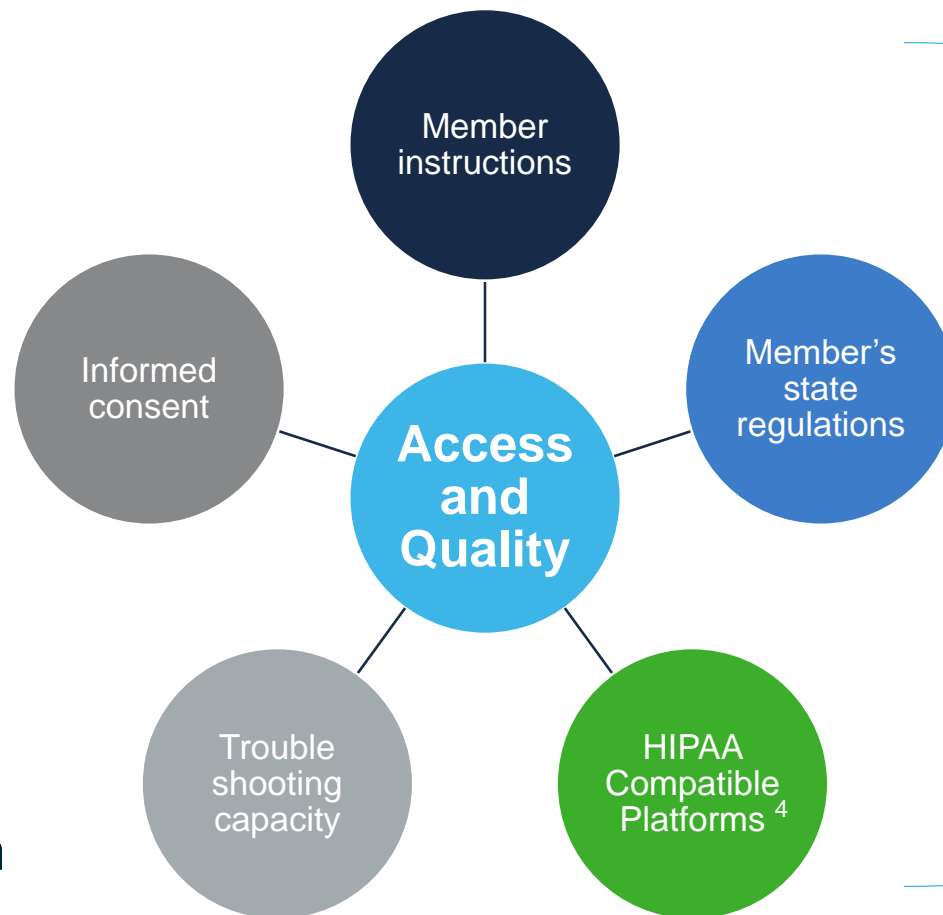 Member
instructions
Informed
consent
Access
and
Quality
Member’s
state
regulations
Trouble
shooting
capacity
HIPAA
Compatible
Platforms ⁴